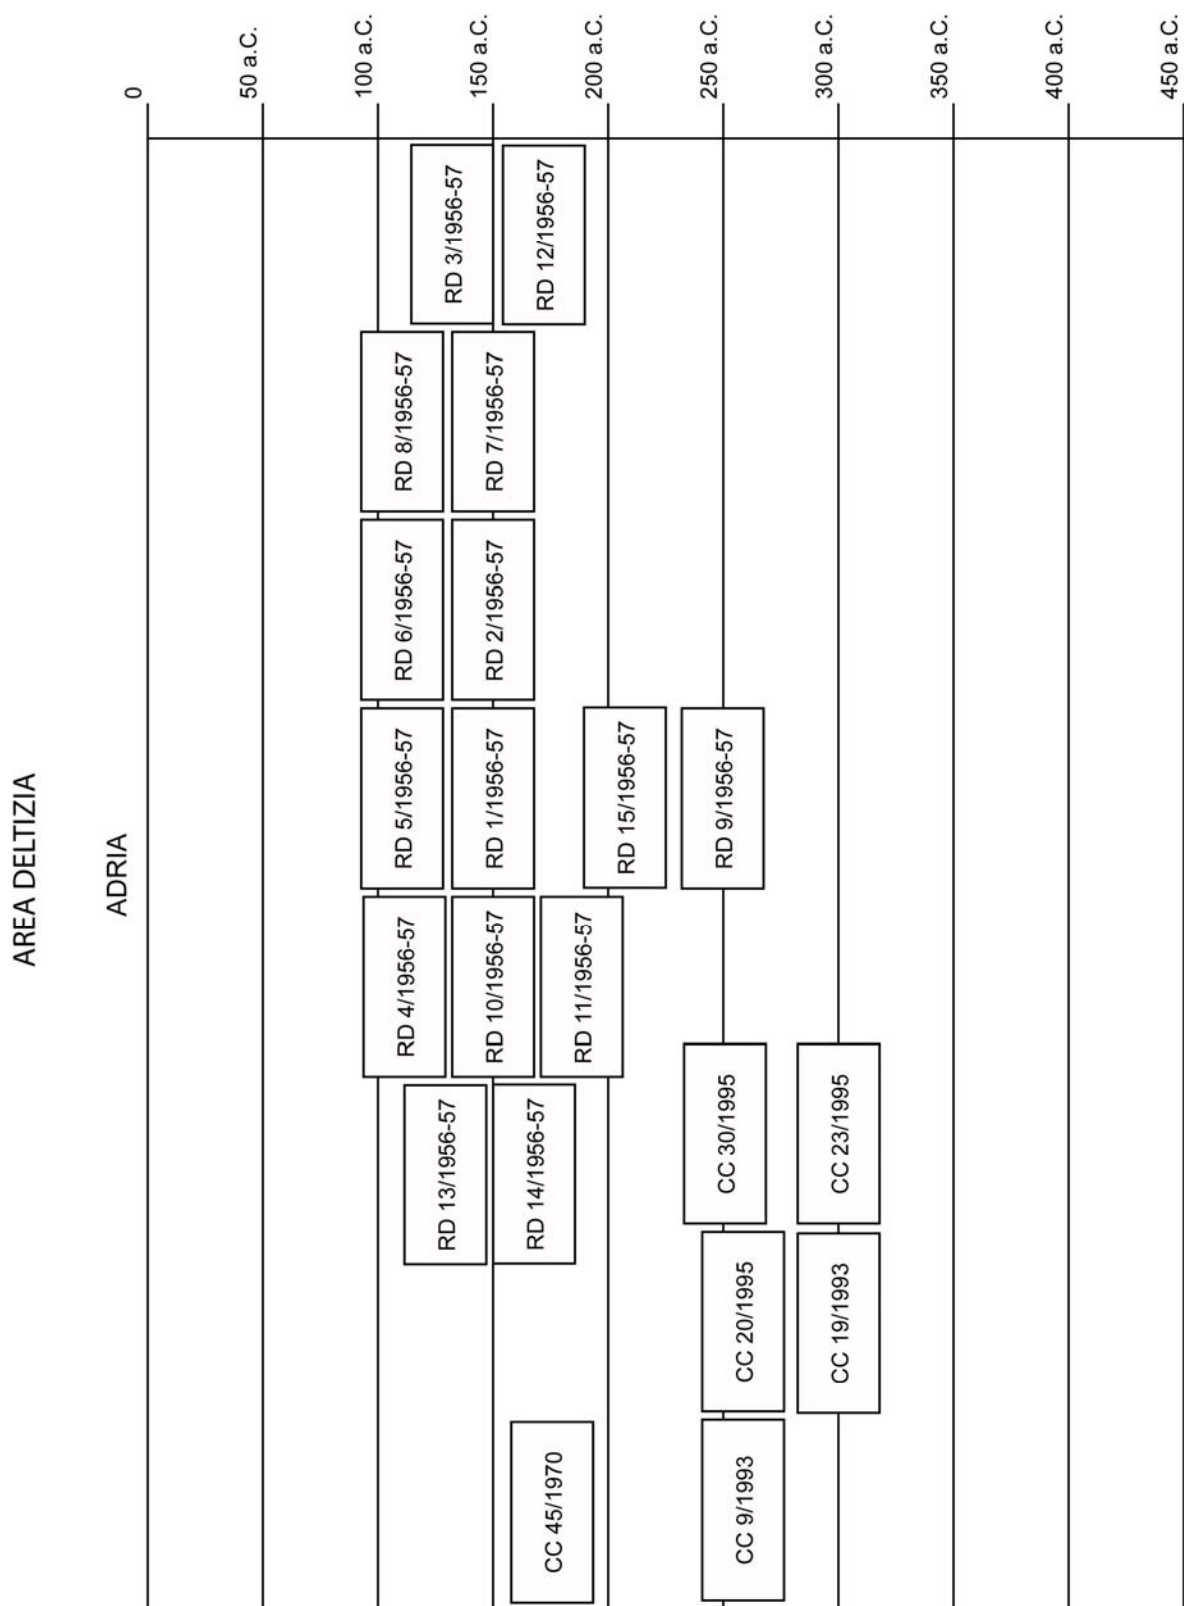 AREA DELTIZIA
ADRIA
0
50 a.C.
100 a.C.
150 a.C.
200 a.C.
250 a.C.
300 a.C.
350 a.C.
400 a.C.
450 a.C.
RD 4/1956-57
RD 5/1956-57
RD 6/1956-57
RD 8/1956-57
RD 13/1956-57
RD 3/1956-57
RD 10/1956-57
RD 1/1956-57
RD 2/1956-57
RD 7/1956-57
CC 45/1970
RD 14/1956-57
RD 12/1956-57
RD 11/1956-57
RD 15/1956-57
CC 9/1993
CC 20/1995
CC 30/1995
RD 9/1956-57
CC 19/1993
CC 23/1995